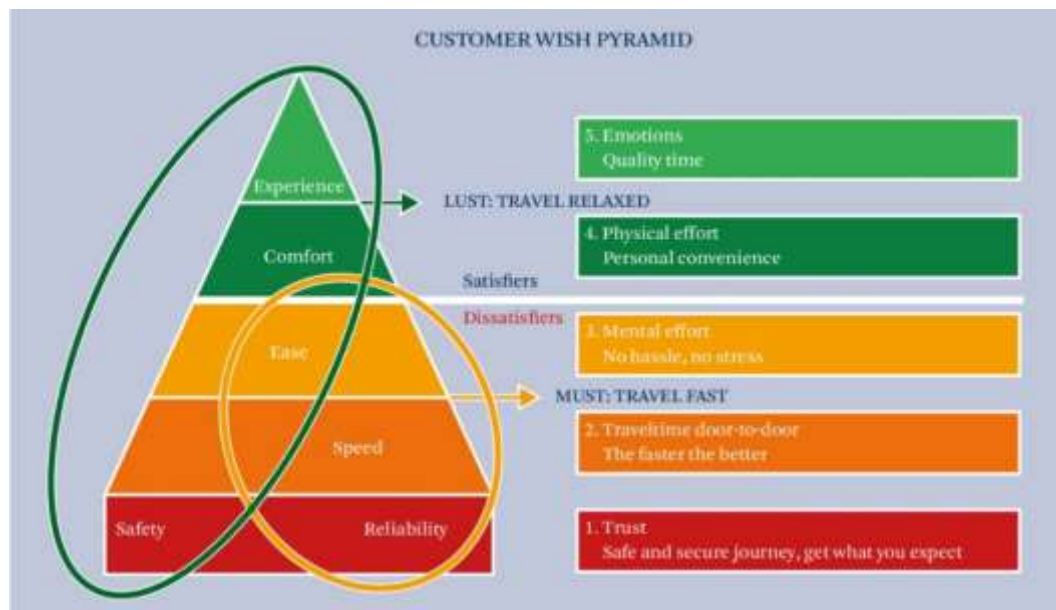 CUSTOMER WISH PYRAMID
5. Emotions
Quality time
Experience
LUST: TRAVEL RELAXED
4. Physical effort
Personal convenience
Comfort
Satisfiers
Dissatisfiers
3. Mental effort
No hassle, no stress
Ease
MUST: TRAVEL FAST
2. Traveltime door-to-door
The faster the better
Speed
Safety
Reliability
1. Trust
Safe and secure journey, get what you expect